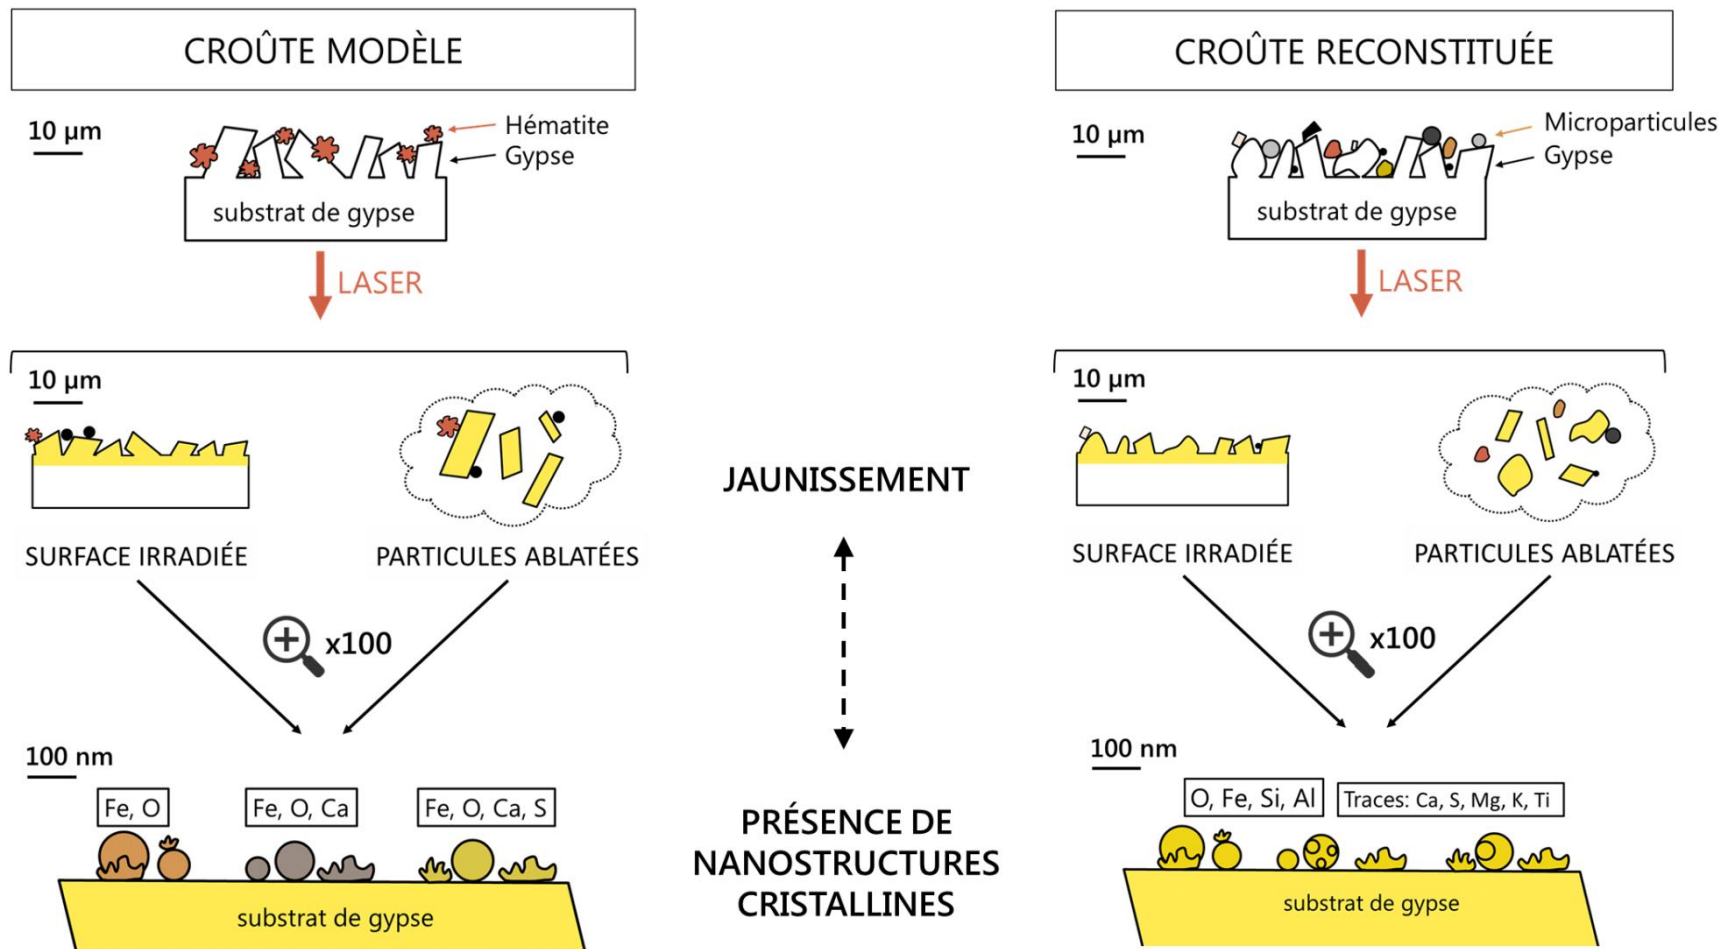 CROÛTE MODÈLE
10 µm
Hématite
Gypse
substrat de gypse
LASER
10 µm
SURFACE IRRADIÉE
PARTICULES ABLATÉES
x100
100 nm
Fe, O
Fe, O, Ca
Fe, O, Ca, S
substrat de gypse
JAUNISSEMENT
PRÉSENCE DE
NANOSTRUCTURES
CRISTALLINES
CROÛTE RECONSTITUÉE
10 µm
Microparticules
Gypse
substrat de gypse
LASER
10 µm
SURFACE IRRADIÉE
PARTICULES ABLATÉES
x100
100 nm
O, Fe, Si, Al
Traces: Ca, S, Mg, K, Ti
substrat de gypse